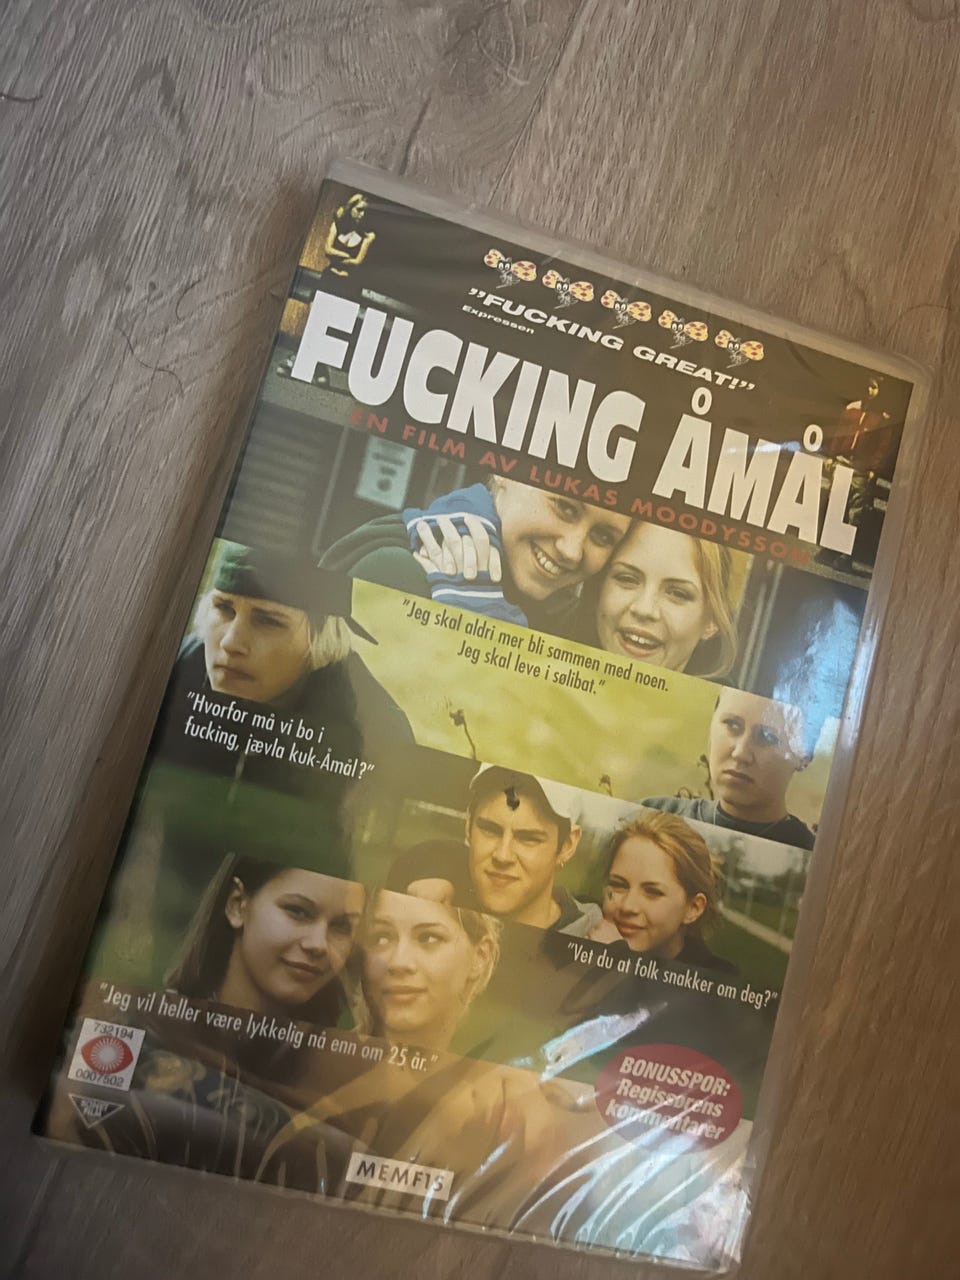 "FUCKING GREAT!"
Expressen
FUCKING ÅMÅL
EN FILM AV LUKAS MOODYSSON
"Jeg skal aldri mer bli sammen med noen.
Jeg skal leve i sølibat."
"Hvorfor må vi bo i
fucking, jævla kuk-Åmål?"
"Vet du at folk snakker om deg?"
"Jeg vil heller være lykkelig nå enn om 25 år."
732194
0007502
BONUSSPOR:
Regissørens
kommentarer
MEMFIS